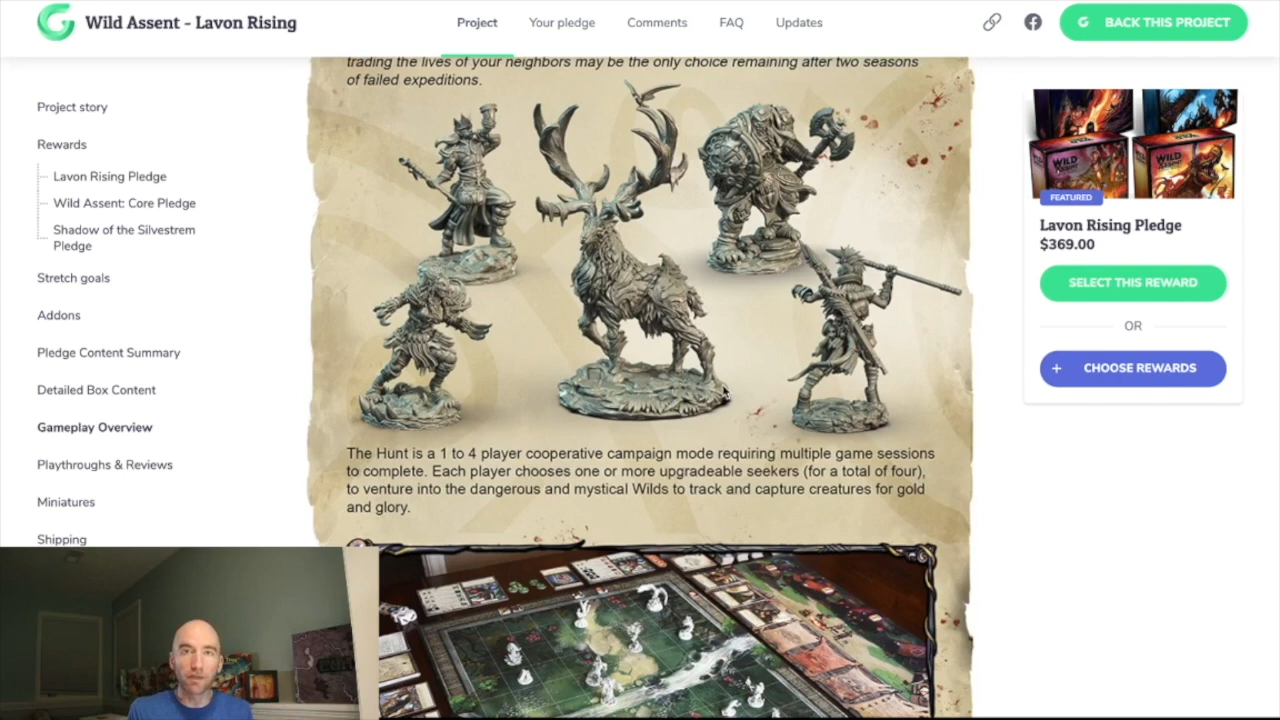 Wild Assent - Lavon Rising
Project
Your pledge
Comments
FAQ
Updates
BACK THIS PROJECT
Project story
Rewards
Lavon Rising Pledge
Wild Assent: Core Pledge
Shadow of the Silvestrem
Pledge
Stretch goals
Addons
Pledge Content Summary
Detailed Box Content
Gameplay Overview
Playthroughs & Reviews
Miniatures
Shipping
trading the lives of your neighbors may be the only choice remaining after two seasons
of failed expeditions.
The Hunt is a 1 to 4 player cooperative campaign mode requiring multiple game sessions
to complete. Each player chooses one or more upgradeable seekers (for a total of four),
to venture into the dangerous and mystical Wilds to track and capture creatures for gold
and glory.
WILD
WILD
FEATURED
Lavon Rising Pledge
$369.00
SELECT THIS REWARD
OR
+ CHOOSE REWARDS